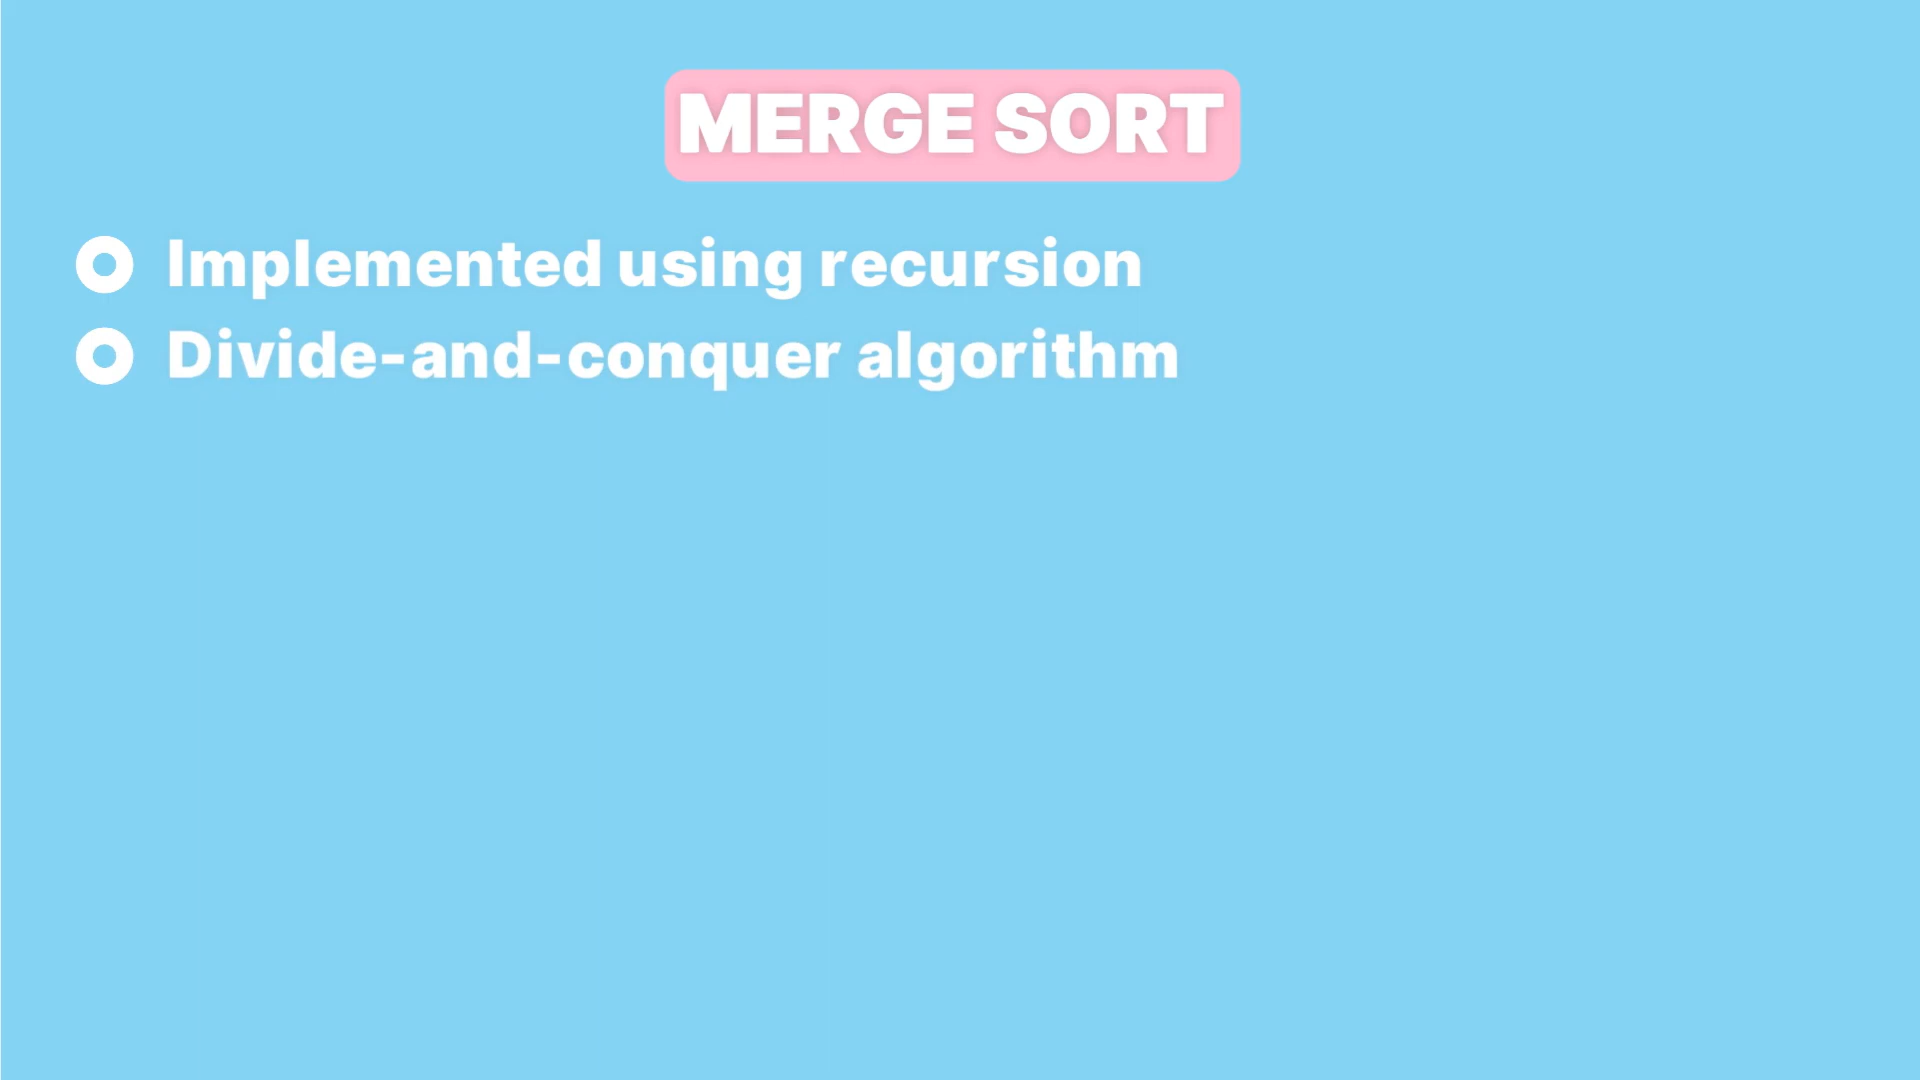 MERGE SORT
Implemented using recursion
Divide-and-conquer algorithm